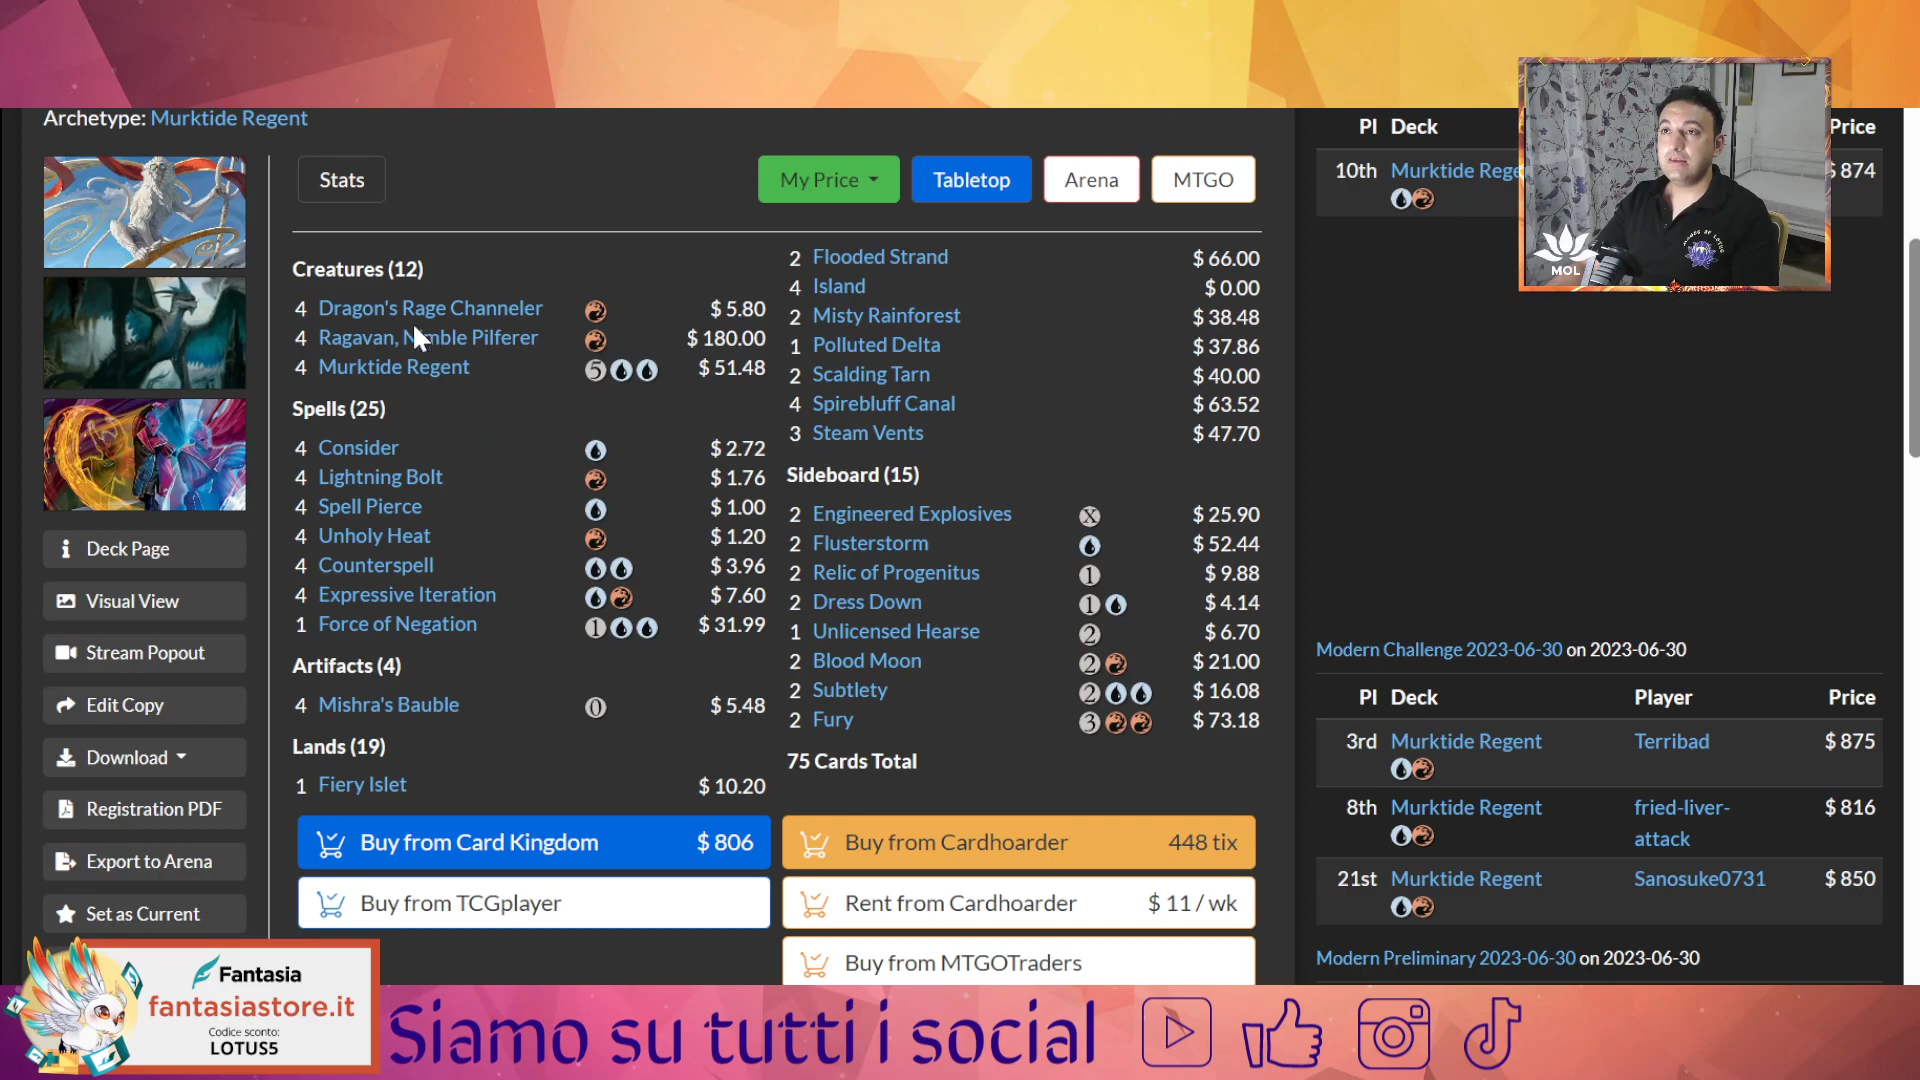 Archetype: Murktide Regent
Stats
My Price
Tabletop
Arena
MTGO
Creatures (12)
4 Dragon's Rage Channeler $ 5.80
4 Ragavan, Nimble Pilferer $ 180.00
4 Murktide Regent 5 $ 51.48
Spells (25)
4 Consider $ 2.72
4 Lightning Bolt $ 1.76
4 Spell Pierce $ 1.00
4 Unholy Heat $ 1.20
4 Counterspell $ 3.96
4 Expressive Iteration $ 7.60
1 Force of Negation 1 $ 31.99
Artifacts (4)
4 Mishra's Bauble 0 $ 5.48
Lands (19)
1 Fiery Islet $ 10.20
2 Flooded Strand $ 66.00
4 Island $ 0.00
2 Misty Rainforest $ 38.48
1 Polluted Delta $ 37.86
2 Scalding Tarn $ 40.00
4 Spirebluff Canal $ 63.52
3 Steam Vents $ 47.70
Sideboard (15)
2 Engineered Explosives X $ 25.90
2 Flusterstorm $ 52.44
2 Relic of Progenitus 1 $ 9.88
2 Dress Down 1 $ 4.14
1 Unlicensed Hearse 2 $ 6.70
2 Blood Moon 2 $ 21.00
2 Subtlety 2 $ 16.08
2 Fury 3 $ 73.18
75 Cards Total
Deck Page
Visual View
Stream Popout
Edit Copy
Download
Registration PDF
Export to Arena
Set as Current
Buy from Card Kingdom $ 806
Buy from TCGplayer
Buy from Cardhoarder 448 tix
Rent from Cardhoarder $ 11 / wk
Buy from MTGOTraders
Pl Deck Price
10th Murktide Rege $ 874
MOL
Modern Challenge 2023-06-30 on 2023-06-30
Pl Deck Player Price
3rd Murktide Regent Terribad $ 875
8th Murktide Regent fried-liver- $ 816
attack
21st Murktide Regent Sanosuke0731 $ 850
Modern Preliminary 2023-06-30 on 2023-06-30
Fantasia
fantasiastore.it
Codice sconto:
LOTUS5
Siamo su tutti i social